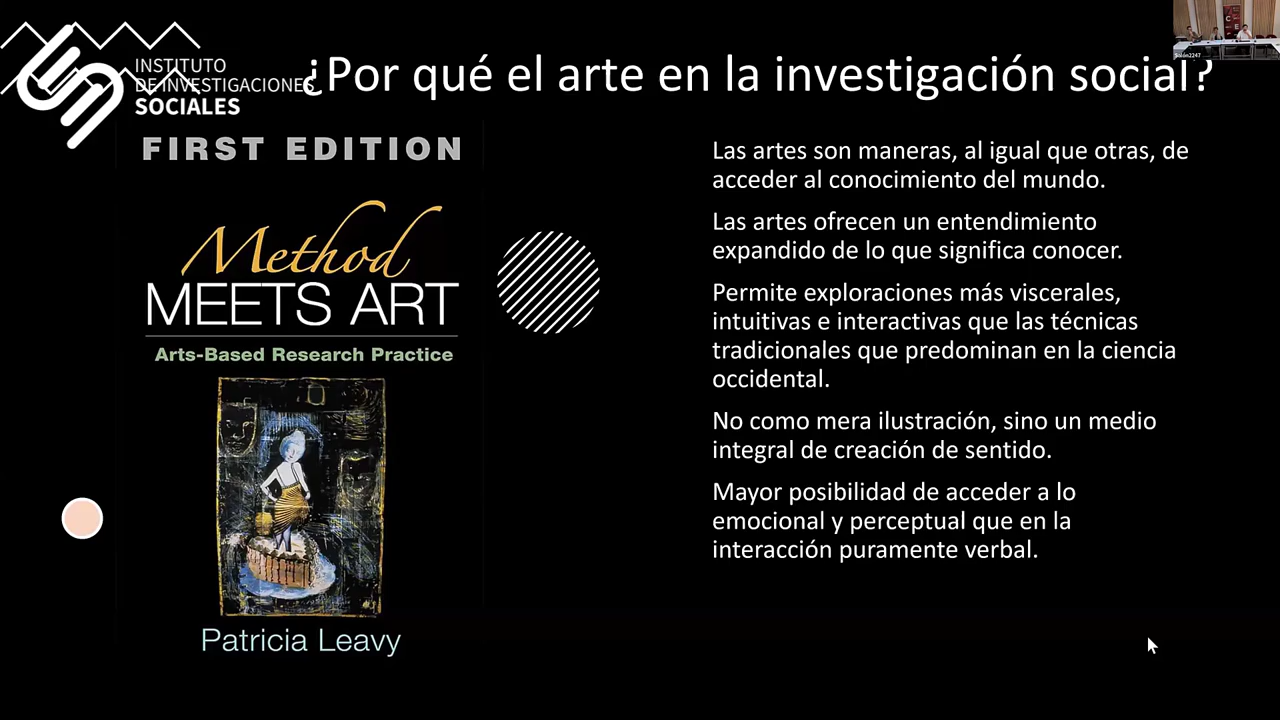 INSTITUTO
DE INVESTIGACIONES
SOCIALES
¿Por qué el arte en la investigación social?
FIRST EDITION
Method
MEETS ART
Arts-Based Research Practice
Patricia Leavy
Las artes son maneras, al igual que otras, de
acceder al conocimiento del mundo.
Las artes ofrecen un entendimiento
expandido de lo que significa conocer.
Permite exploraciones más viscerales,
intuitivas e interactivas que las técnicas
tradicionales que predominan en la ciencia
occidental.
No como mera ilustración, sino un medio
integral de creación de sentido.
Mayor posibilidad de acceder a lo
emocional y perceptual que en la
interacción puramente verbal.